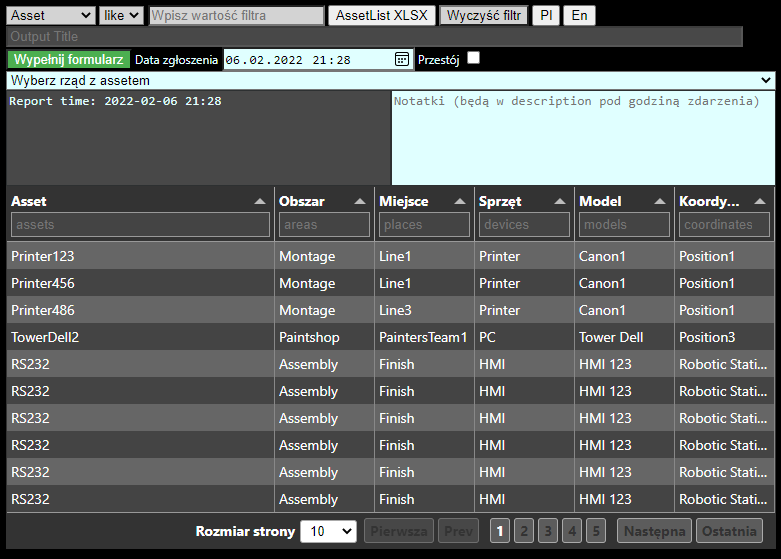 Asset like Wpisz wartość filtra AssetList XLSX Wyczyść filtr Pl En
Output Title
Wypełnij formularz Data zgłoszenia 06.02.2022 21:28 Przestój
Wyberz rząd z assetem
Report time: 2022-02-06 21:28 Notatki (będą w description pod godziną zdarzenia)
Asset Obszar Miejsce Sprzęt Model Koordy...
assets areas places devices models coordinates
Printer123 Montage Line1 Printer Canon1 Position1
Printer456 Montage Line1 Printer Canon1 Position1
Printer486 Montage Line3 Printer Canon1 Position1
TowerDell2 Paintshop PaintersTeam1 PC Tower Dell Position3
RS232 Assembly Finish HMI HMI 123 Robotic Stati...
RS232 Assembly Finish HMI HMI 123 Robotic Stati...
RS232 Assembly Finish HMI HMI 123 Robotic Stati...
RS232 Assembly Finish HMI HMI 123 Robotic Stati...
RS232 Assembly Finish HMI HMI 123 Robotic Stati...
RS232 Assembly Finish HMI HMI 123 Robotic Stati...
Rozmiar strony 10 Pierwsza Prev 1 2 3 4 5 Następna Ostatnia